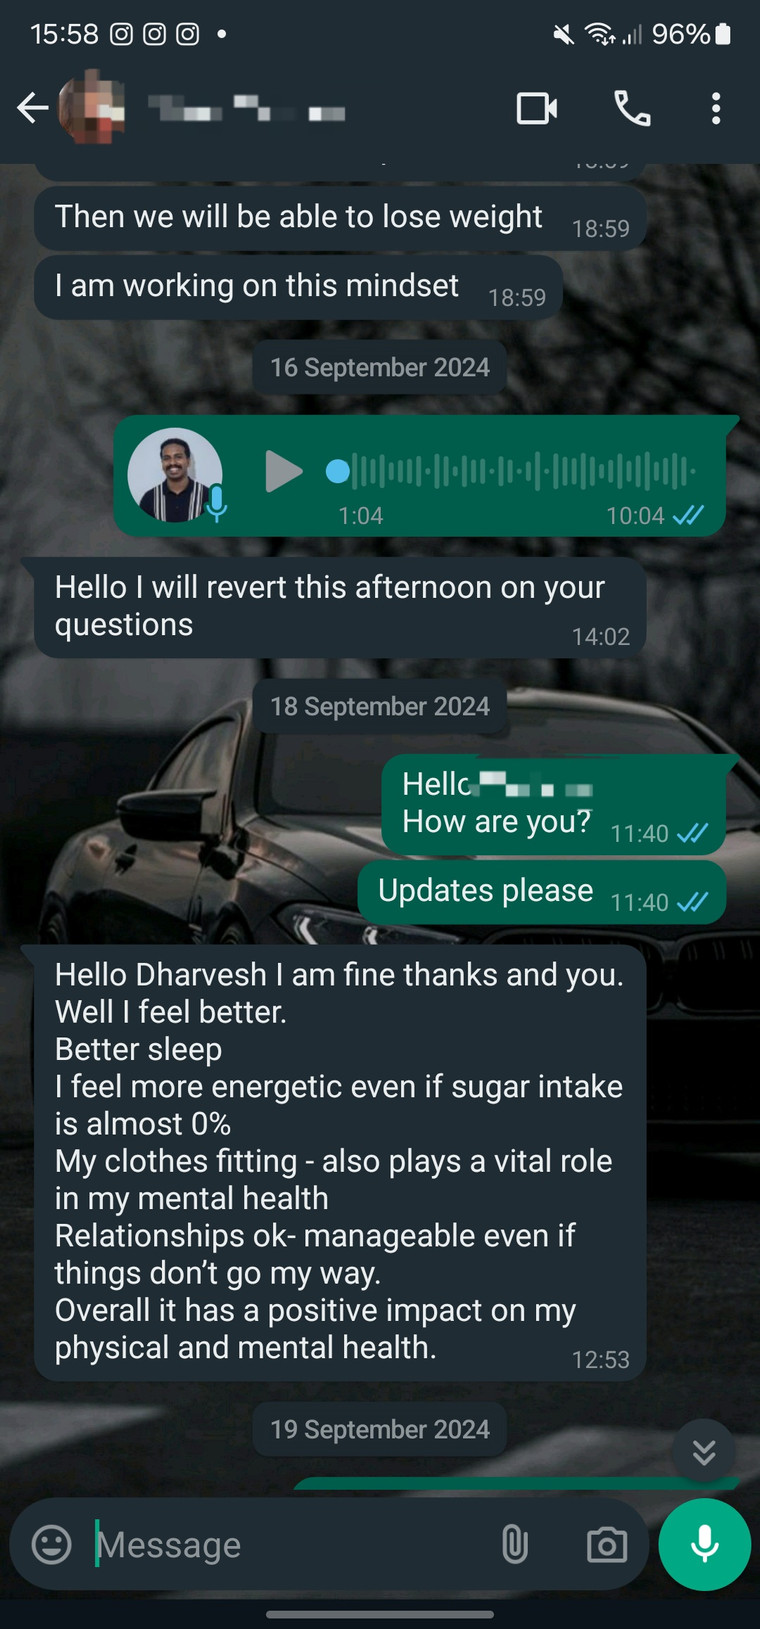 15:58
96%
Then we will be able to lose weight
18:59
I am working on this mindset
18:59
16 September 2024
1:04
10:04
Hello I will revert this afternoon on your
questions
14:02
18 September 2024
Hello
How are you?
11:40
Updates please
11:40
Hello Dharvesh I am fine thanks and you.
Well I feel better.
Better sleep
I feel more energetic even if sugar intake
is almost 0%
My clothes fitting - also plays a vital role
in my mental health
Relationships ok- manageable even if
things don’t go my way.
Overall it has a positive impact on my
physical and mental health.
12:53
19 September 2024
Message